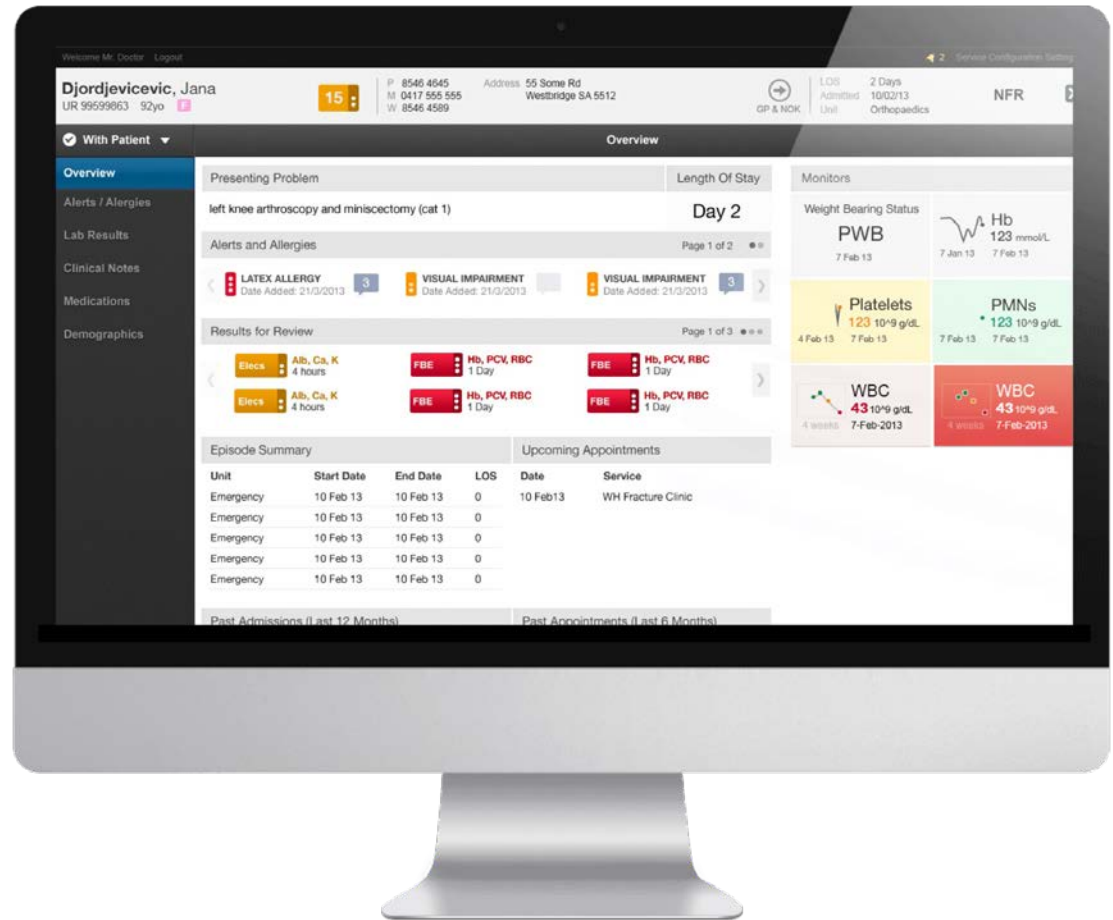 Welcome Mr. Doctor Logout
2 Service Configuration Setting
Djordjevicevic, Jana
UR 99599863 92yo F
15
P 8546 4645
M 0417 555 555
W 8546 4589
Address 55 Some Rd
Westbridge SA 5512
GP & NOK
LOS 2 Days
Admitted 10/02/13
Unit Orthopaedics
NFR
With Patient
Overview
Overview
Alerts / Alergies
Lab Results
Clinical Notes
Medications
Demographics
Presenting Problem
Length Of Stay
left knee arthroscopy and miniscectomy (cat 1)
Day 2
Alerts and Allergies
Page 1 of 2
LATEX ALLERGY
Date Added: 21/3/2013
3
VISUAL IMPAIRMENT
Date Added: 21/3/2013
VISUAL IMPAIRMENT
Date Added: 21/3/2013
3
Results for Review
Page 1 of 3
Elecs Alb, Ca, K
4 hours
FBE Hb, PCV, RBC
1 Day
FBE Hb, PCV, RBC
1 Day
Elecs Alb, Ca, K
4 hours
FBE Hb, PCV, RBC
1 Day
FBE Hb, PCV, RBC
1 Day
Episode Summary
Unit Start Date End Date LOS
Emergency 10 Feb 13 10 Feb 13 0
Emergency 10 Feb 13 10 Feb 13 0
Emergency 10 Feb 13 10 Feb 13 0
Emergency 10 Feb 13 10 Feb 13 0
Emergency 10 Feb 13 10 Feb 13 0
Upcoming Appointments
Date Service
10 Feb13 WH Fracture Clinic
Past Admissions (Last 12 Months)
Past Appointments (Last 6 Months)
Monitors
Weight Bearing Status
PWB
7 Feb 13
Hb
123 mmol/L
7 Jan 13 7 Feb 13
Platelets
123 10^9 g/dL
4 Feb 13 7 Feb 13
PMNs
123 10^9 g/dL
7 Feb 13 7 Feb 13
WBC
43 10^9 g/dL
4 weeks 7-Feb-2013
WBC
43 10^9 g/dL
4 weeks 7-Feb-2013